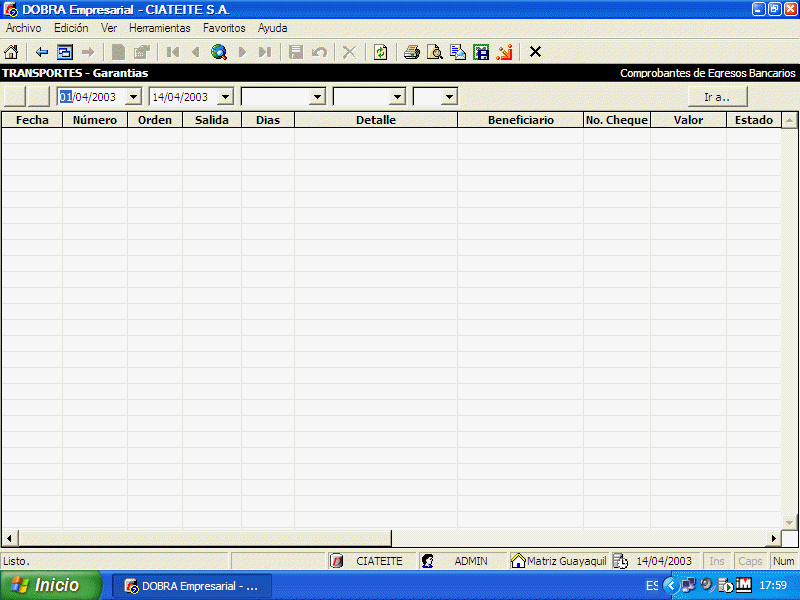 DOBRA Empresarial - CIATEITE S.A.
Archivo Edición Ver Herramientas Favoritos Ayuda
TRANSPORTES - Garantias Comprobantes de Egresos Bancarios
01/04/2003 14/04/2003 Ir a..
Fecha Número Orden Salida Dias Detalle Beneficiario No. Cheque Valor Estado
Listo. CIATEITE ADMIN Matriz Guayaquil 14/04/2003 Ins Caps Num
Inicio DOBRA Empresarial - ... ES 17:59